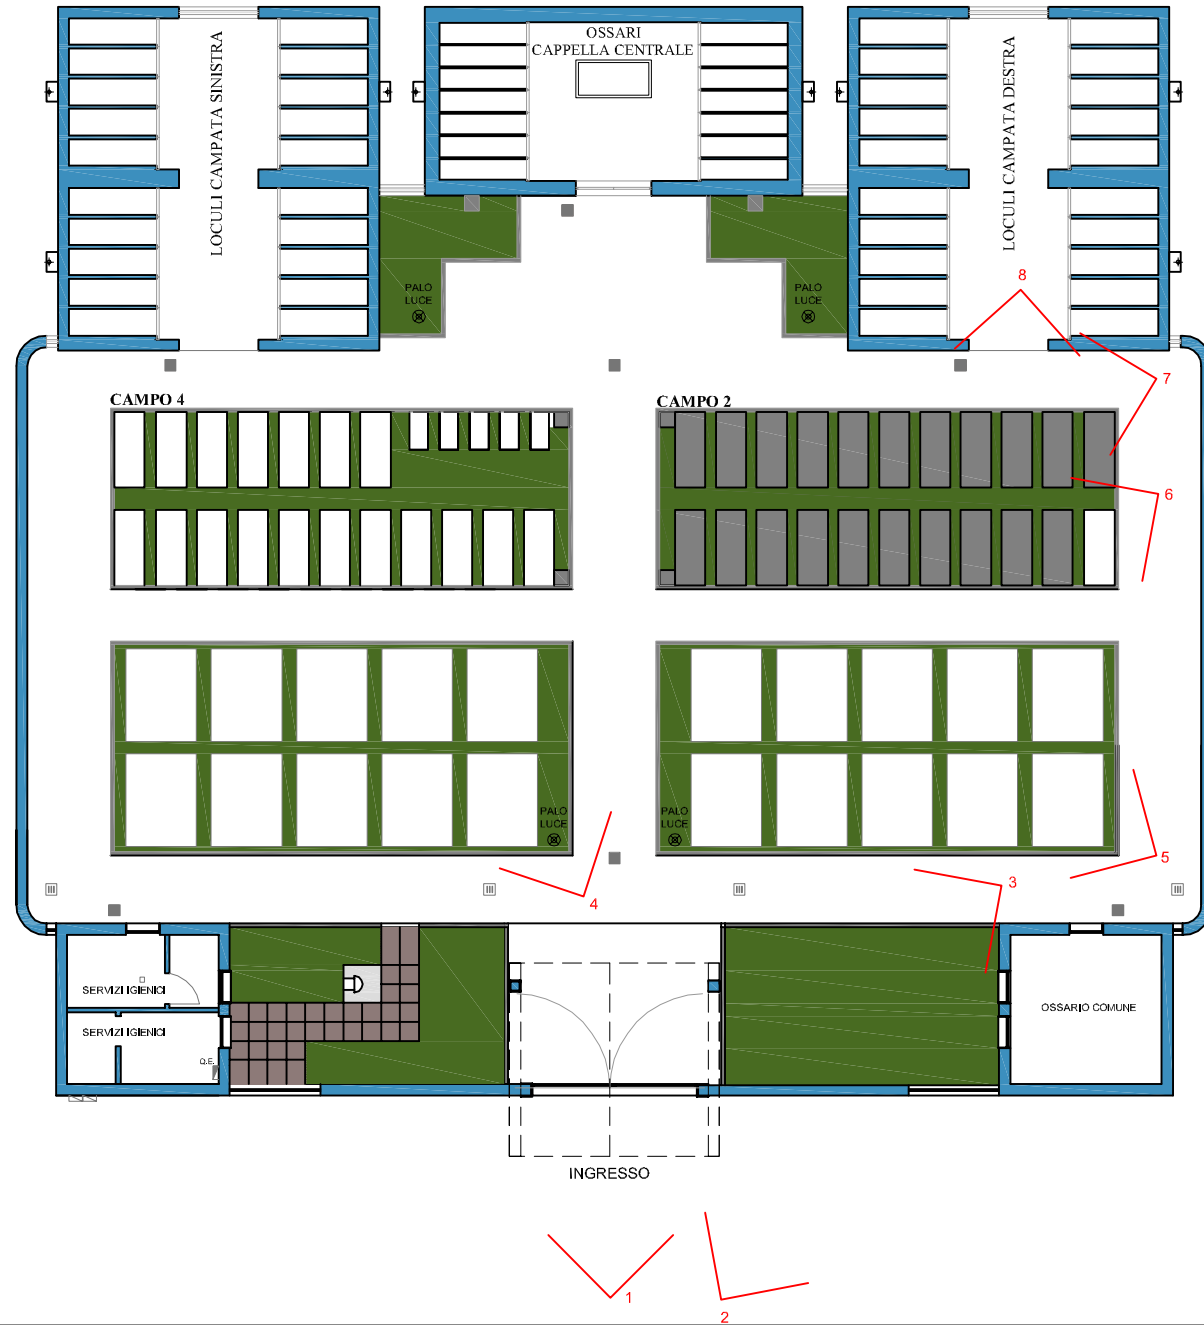 OSSARI
CAPPELLA CENTRALE
LOCULI CAMPATA SINISTRA
LOCULI CAMPATA DESTRA
8
PALO
LUCE
PALO
LUCE
7
CAMPO 4
CAMPO 2
6
PALO
LUCE
PALO
LUCE
5
3
4
SERVIZI IGIENICI
OSSARIO COMUNE
SERVIZI IGIENICI
Q.E.
INGRESSO
1
2